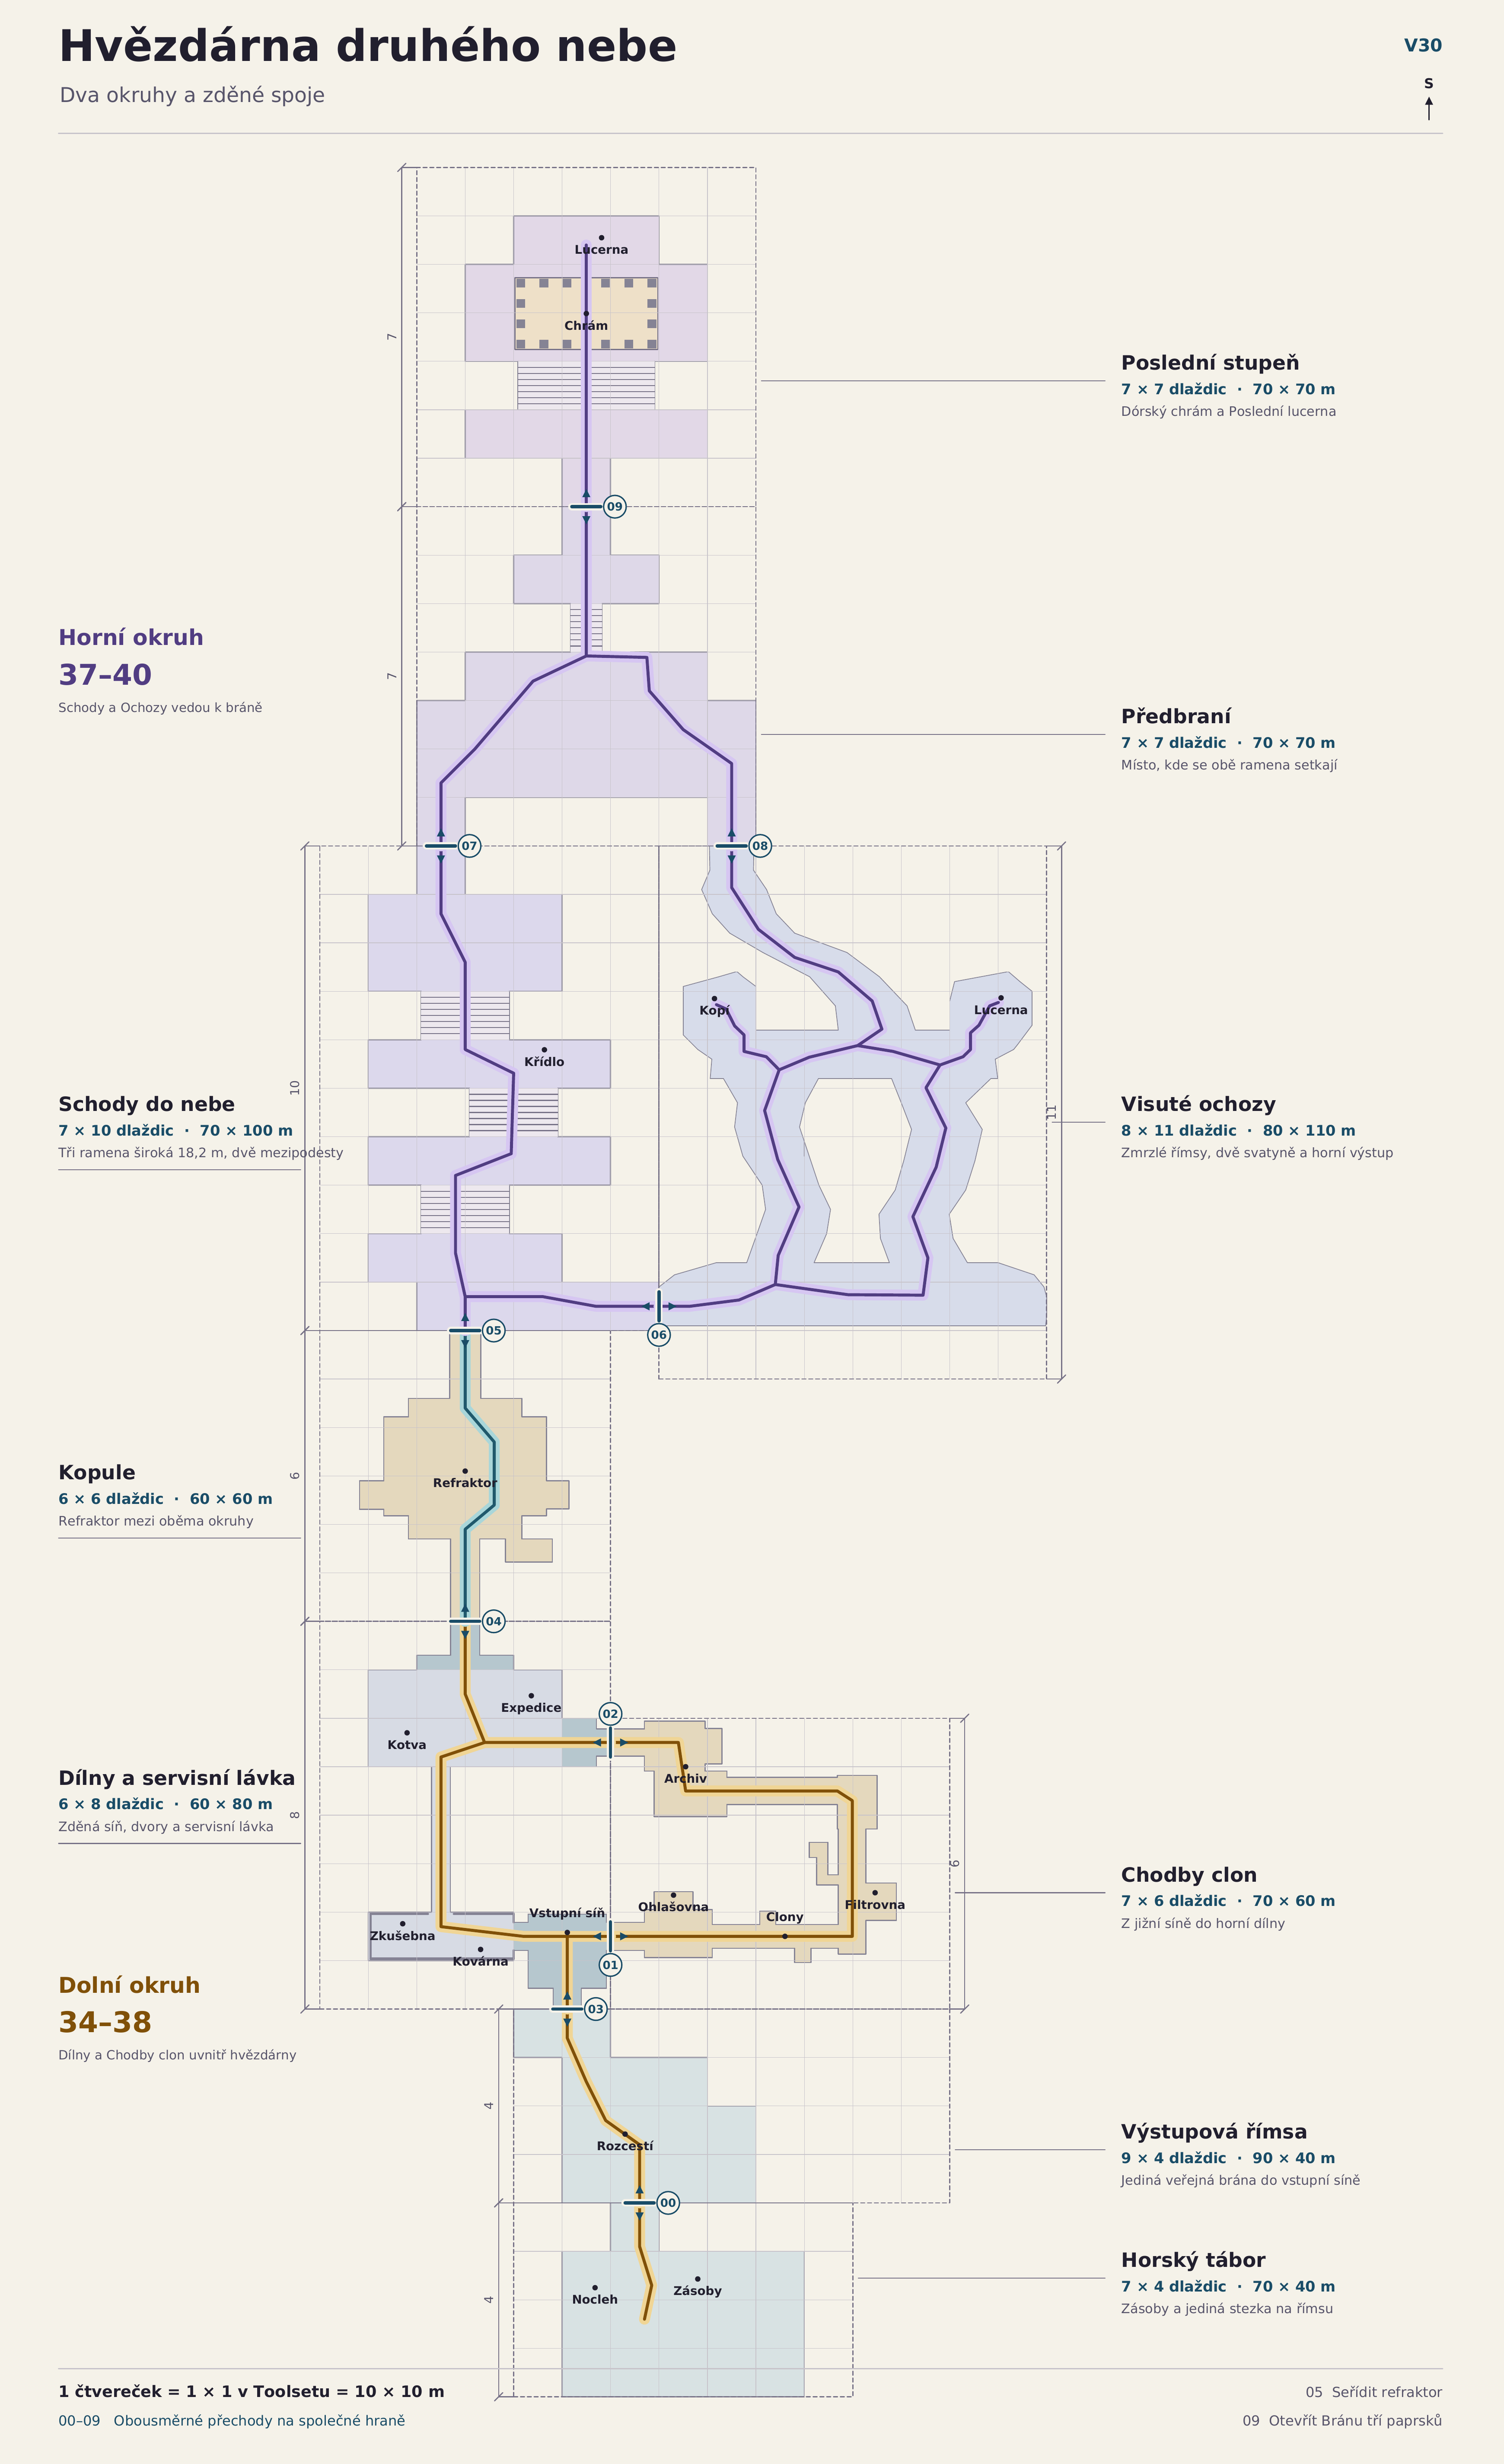 Hvězdárna druhého nebe
V30
Dva okruhy a zděné spoje
S
Lucerna
7
Chrám
Poslední stupeň
7 × 7 dlaždic · 70 × 70 m
Dórský chrám a Poslední lucerna
09
Horní okruh
37–40
Schody a Ochozy vedou k bráně
7
Předbraní
7 × 7 dlaždic · 70 × 70 m
Místo, kde se obě ramena setkají
07
08
Kopí
Lucerna
Křídlo
10
11
Schody do nebe
7 × 10 dlaždic · 70 × 100 m
Tři ramena široká 18,2 m, dvě mezipodesty
Visuté ochozy
8 × 11 dlaždic · 80 × 110 m
Zmrzlé římsy, dvě svatyně a horní výstup
05
06
Kopule
6 × 6 dlaždic · 60 × 60 m
Refraktor mezi oběma okruhy
6
Refraktor
04
Expedice
02
Kotva
Archiv
Dílny a servisní lávka
6 × 8 dlaždic · 60 × 80 m
Zděná síň, dvory a servisní lávka
8
6
Chodby clon
7 × 6 dlaždic · 70 × 60 m
Z jižní síně do horní dílny
Ohlašovna
Filtrovna
Vstupní síň
Clony
Zkušebna
Kovárna
01
03
Dolní okruh
34–38
Dílny a Chodby clon uvnitř hvězdárny
4
Rozcestí
Výstupová římsa
9 × 4 dlaždic · 90 × 40 m
Jediná veřejná brána do vstupní síně
00
Horský tábor
7 × 4 dlaždic · 70 × 40 m
Zásoby a jediná stezka na římsu
4
Nocleh
Zásoby
1 čtvereček = 1 × 1 v Toolsetu = 10 × 10 m
05 Seřídit refraktor
00–09 Obousměrné přechody na společné hraně
09 Otevřít Bránu tří paprsků